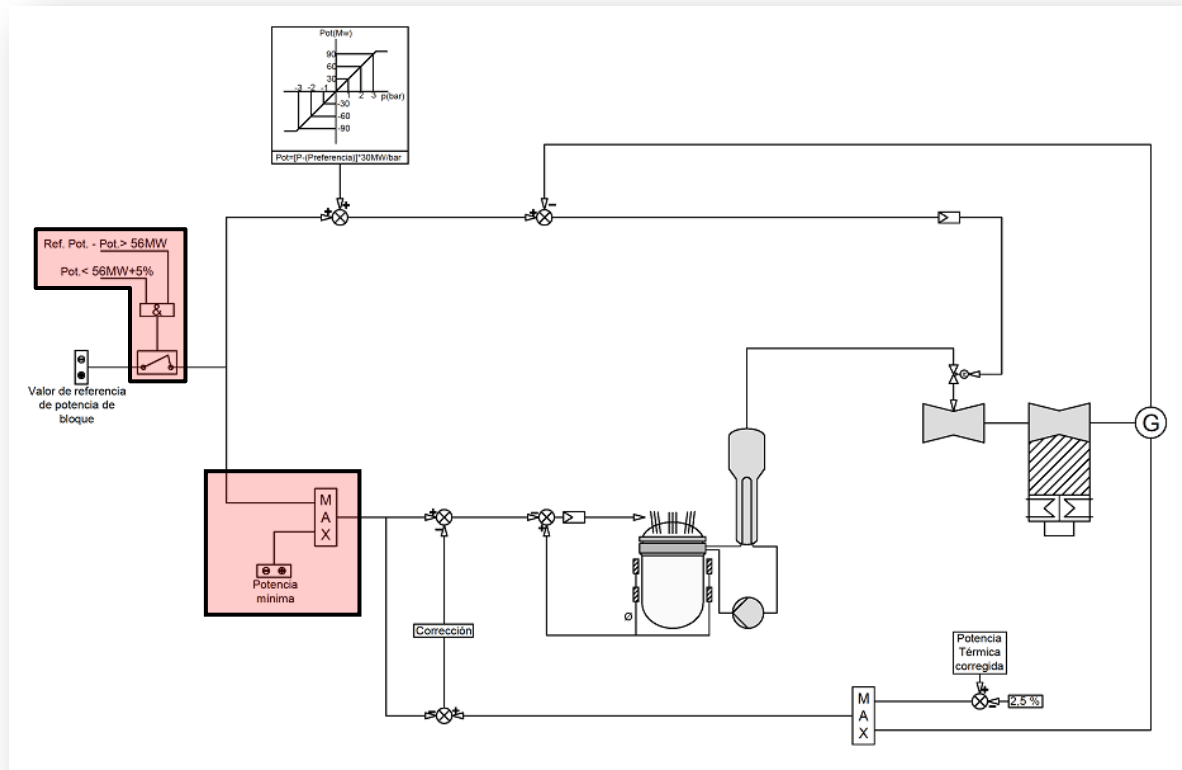 Pot(Mw)
90
60
30
-3 -2 -1
1 2 3 p(bar)
-30
-60
-90
Pot=[P-(Preferencia)]*30MW/bar
+ +
+ −
Ref. Pot. - Pot.> 56MW
Pot.< 56MW+5%
&
Valor de referencia
de potencia de
bloque
G
M
A
X
Potencia
mínima
+ −
− +
Ø
Corrección
Potencia
Térmica
corregida
+ −
2,5 %
M
A
X
− +